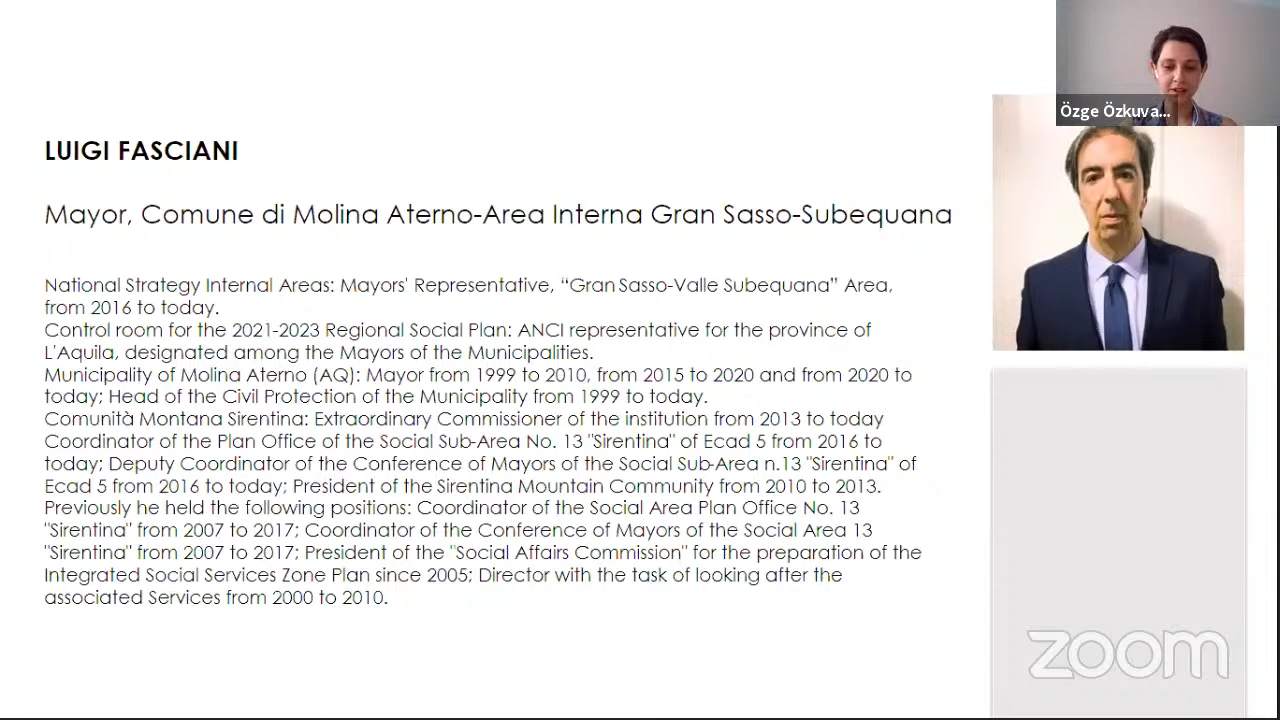 Özge Özkuva...
LUIGI FASCIANI
Mayor, Comune di Molina Aterno-Area Interna Gran Sasso-Subequana
National Strategy Internal Areas: Mayors' Representative, “Gran Sasso-Valle Subequana” Area,
from 2016 to today.
Control room for the 2021-2023 Regional Social Plan: ANCI representative for the province of
L'Aquila, designated among the Mayors of the Municipalities.
Municipality of Molina Aterno (AQ): Mayor from 1999 to 2010, from 2015 to 2020 and from 2020 to
today; Head of the Civil Protection of the Municipality from 1999 to today.
Comunità Montana Sirentina: Extraordinary Commissioner of the institution from 2013 to today
Coordinator of the Plan Office of the Social Sub-Area No. 13 "Sirentina" of Ecad 5 from 2016 to
today; Deputy Coordinator of the Conference of Mayors of the Social Sub-Area n.13 "Sirentina" of
Ecad 5 from 2016 to today; President of the Sirentina Mountain Community from 2010 to 2013.
Previously he held the following positions: Coordinator of the Social Area Plan Office No. 13
"Sirentina" from 2007 to 2017; Coordinator of the Conference of Mayors of the Social Area 13
"Sirentina" from 2007 to 2017; President of the "Social Affairs Commission" for the preparation of the
Integrated Social Services Zone Plan since 2005; Director with the task of looking after the
associated Services from 2000 to 2010.
zoom